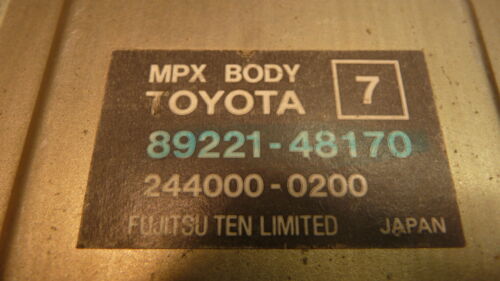 MPX BODY 7
TOYOTA
89221-48170
244000-0200
FUJITSU TEN LIMITED JAPAN